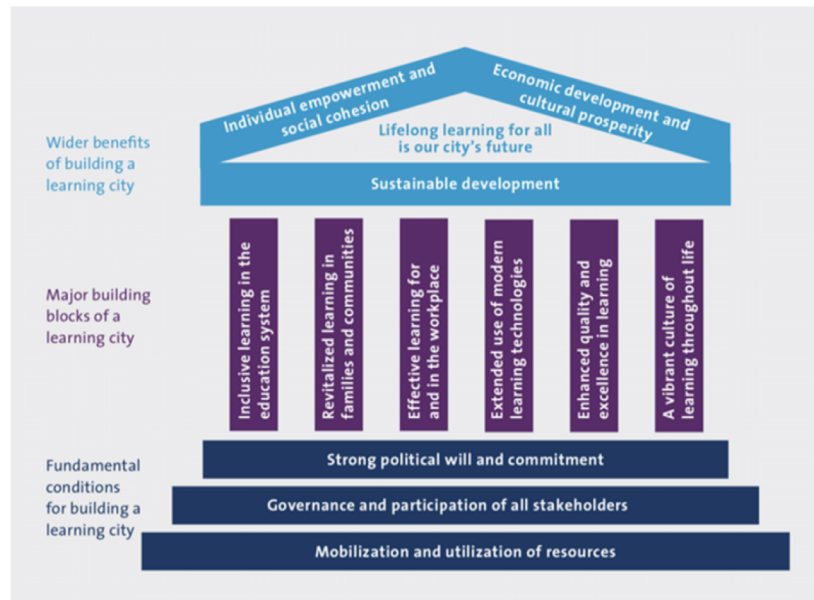 Individual empowerment and
social cohesion
Economic development and
cultural prosperity
Lifelong learning for all
is our city's future
Wider benefits
of building a
learning city
Sustainable development
Major building
blocks of a
learning city
Inclusive learning in the
education system
Revitalized learning in
families and communities
Effective learning for
and in the workplace
Extended use of modern
learning technologies
Enhanced quality and
excellence in learning
A vibrant culture of
learning throughout life
Fundamental
conditions
for building a
learning city
Strong political will and commitment
Governance and participation of all stakeholders
Mobilization and utilization of resources